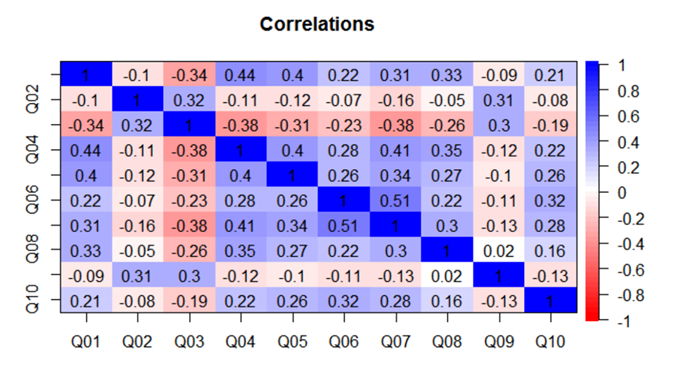 Correlations
1 -0.1 -0.34 0.44 0.4 0.22 0.31 0.33 -0.09 0.21
Q02 -0.1 1 0.32 -0.11 -0.12 -0.07 -0.16 -0.05 0.31 -0.08
-0.34 0.32 1 -0.38 -0.31 -0.23 -0.38 -0.26 0.3 -0.19
Q04 0.44 -0.11 -0.38 1 0.4 0.28 0.41 0.35 -0.12 0.22
0.4 -0.12 -0.31 0.4 1 0.26 0.34 0.27 -0.1 0.26
Q06 0.22 -0.07 -0.23 0.28 0.26 1 0.51 0.22 -0.11 0.32
0.31 -0.16 -0.38 0.41 0.34 0.51 1 0.3 -0.13 0.28
Q08 0.33 -0.05 -0.26 0.35 0.27 0.22 0.3 1 0.02 0.16
-0.09 0.31 0.3 -0.12 -0.1 -0.11 -0.13 0.02 1 -0.13
Q10 0.21 -0.08 -0.19 0.22 0.26 0.32 0.28 0.16 -0.13 1
Q01 Q02 Q03 Q04 Q05 Q06 Q07 Q08 Q09 Q10
1
0.8
0.6
0.4
0.2
0
-0.2
-0.4
-0.6
-0.8
-1